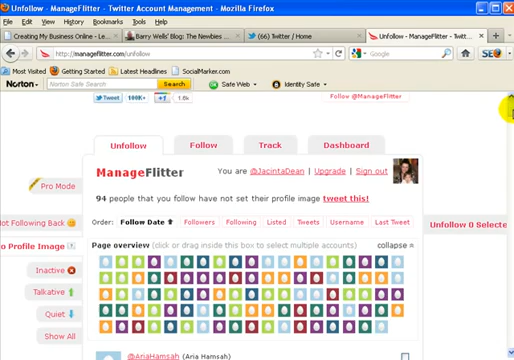 Unfollow - ManageFlitter - Twitter Account Management - Mozilla Firefox
File Edit View History Bookmarks Tools Help
Creating My Business Online - Le... Barry Wells' Blog: The Newbies ... (66) Twitter / Home Unfollow - ManageFlitter - Twitter A...
http://manageflitter.com/unfollow Google
Most Visited Getting Started Latest Headlines SocialMarker.com
Norton Norton Safe Search Search Safe Web Identity Safe
Tweet 100K+ +1 1.6k Follow @ManageFlitter
Unfollow Follow Track Dashboard
ManageFlitter You are @JacintaDean | Upgrade | Sign out
Pro Mode
94 people that you follow have not set their profile image tweet this!
Not Following Back
Order: Follow Date Followers Following Listed Tweets Username Last Tweet
Unfollow 0 Selecte
o Profile Image
Page overview (click or drag inside this box to select multiple accounts) collapse
Inactive
Talkative
Quiet
Show All
@AriaHamsah (Aria Hamsah)